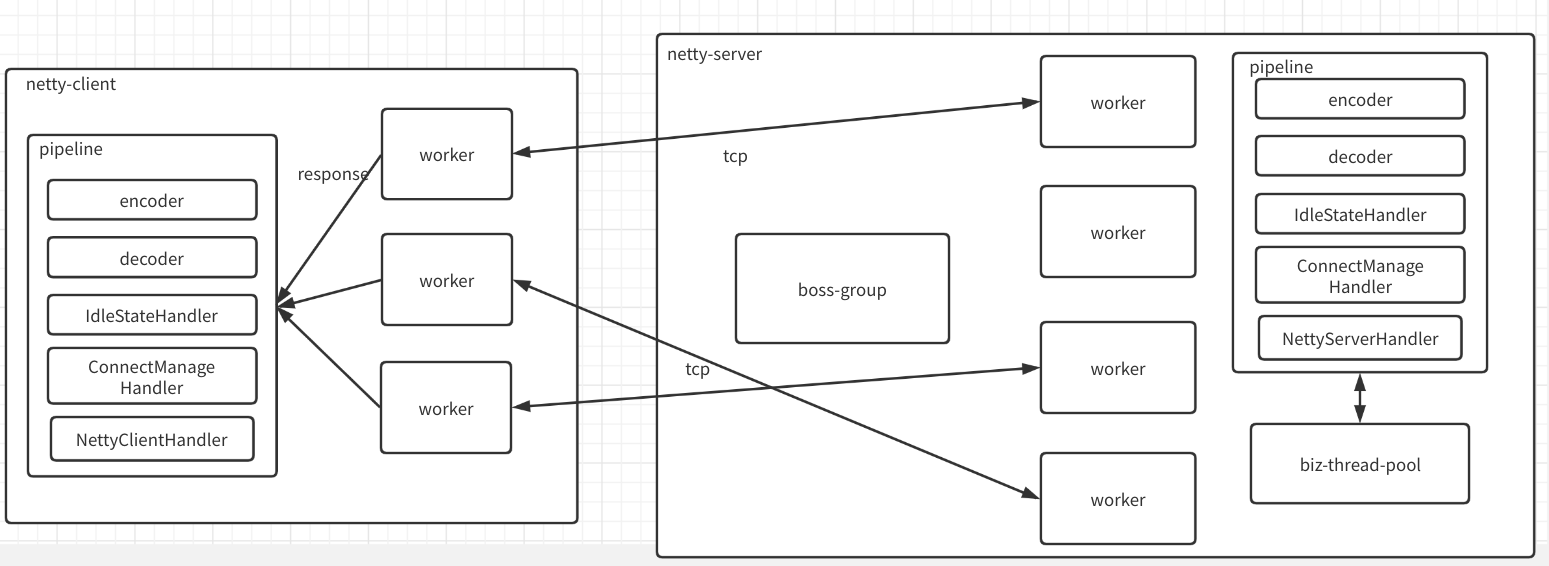 netty-client
pipeline
encoder
decoder
IdleStateHandler
ConnectManage
Handler
NettyClientHandler
response
worker
worker
worker
tcp
tcp
netty-server
boss-group
worker
worker
worker
worker
pipeline
encoder
decoder
IdleStateHandler
ConnectManage
Handler
NettyServerHandler
biz-thread-pool